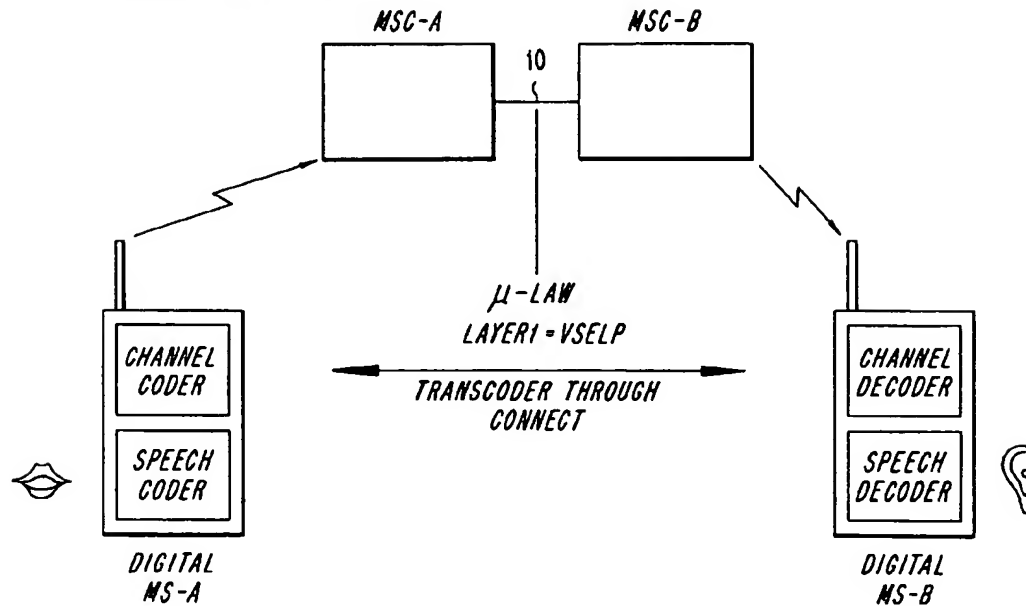 MSC-A
MSC-B
10
μ-LAW
LAYER1 = VSELP
TRANSCODER THROUGH
CONNECT
CHANNEL
CODER
SPEECH
CODER
DIGITAL
MS-A
CHANNEL
DECODER
SPEECH
DECODER
DIGITAL
MS-B